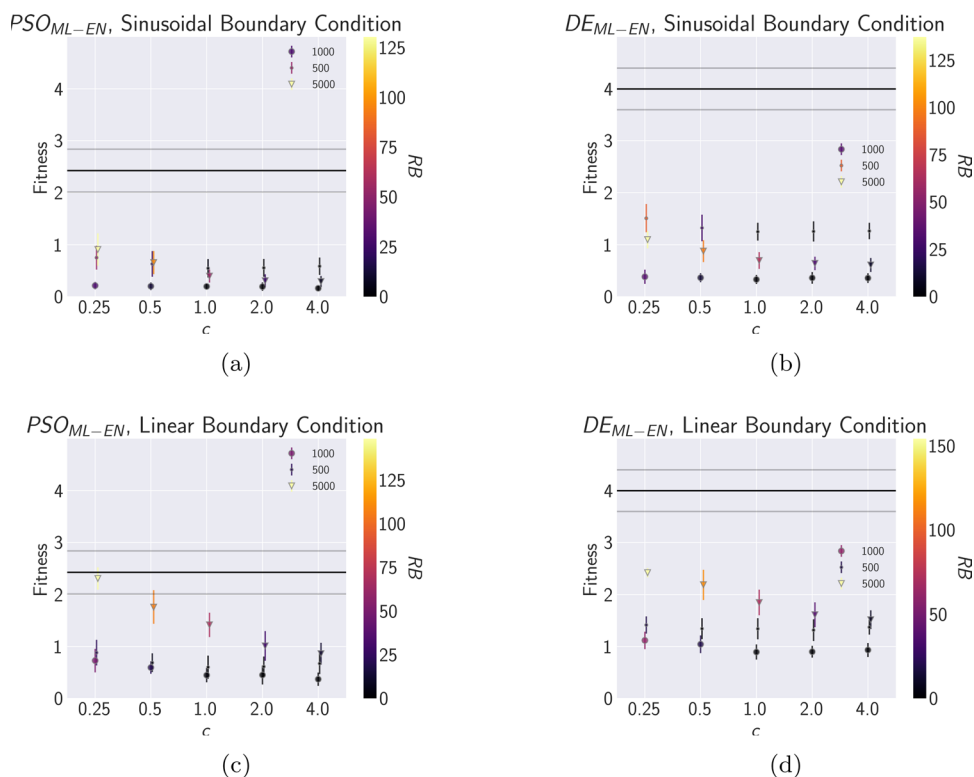 PSO_ML−EN, Sinusoidal Boundary Condition
1000
500
5000
Fitness
4
3
2
1
0
0.25 0.5 1.0 2.0 4.0
c
125
100
75
50
25
0
RB
(a)
DE_ML−EN, Sinusoidal Boundary Condition
1000
500
5000
Fitness
4
3
2
1
0
0.25 0.5 1.0 2.0 4.0
c
125
100
75
50
25
0
RB
(b)
PSO_ML−EN, Linear Boundary Condition
1000
500
5000
Fitness
4
3
2
1
0
0.25 0.5 1.0 2.0 4.0
c
125
100
75
50
25
0
RB
(c)
DE_ML−EN, Linear Boundary Condition
1000
500
5000
Fitness
4
3
2
1
0
0.25 0.5 1.0 2.0 4.0
c
150
100
50
0
RB
(d)